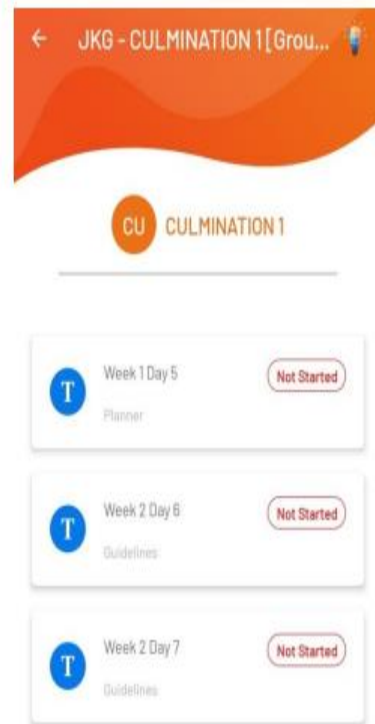 JKG - CULMINATION 1 [ Grou...
CU CULMINATION 1
Week 1 Day 5
Not Started
T
Planner
Week 2 Day 6
Not Started
T
Guidelines
Week 2 Day 7
Not Started
T
Guidelines